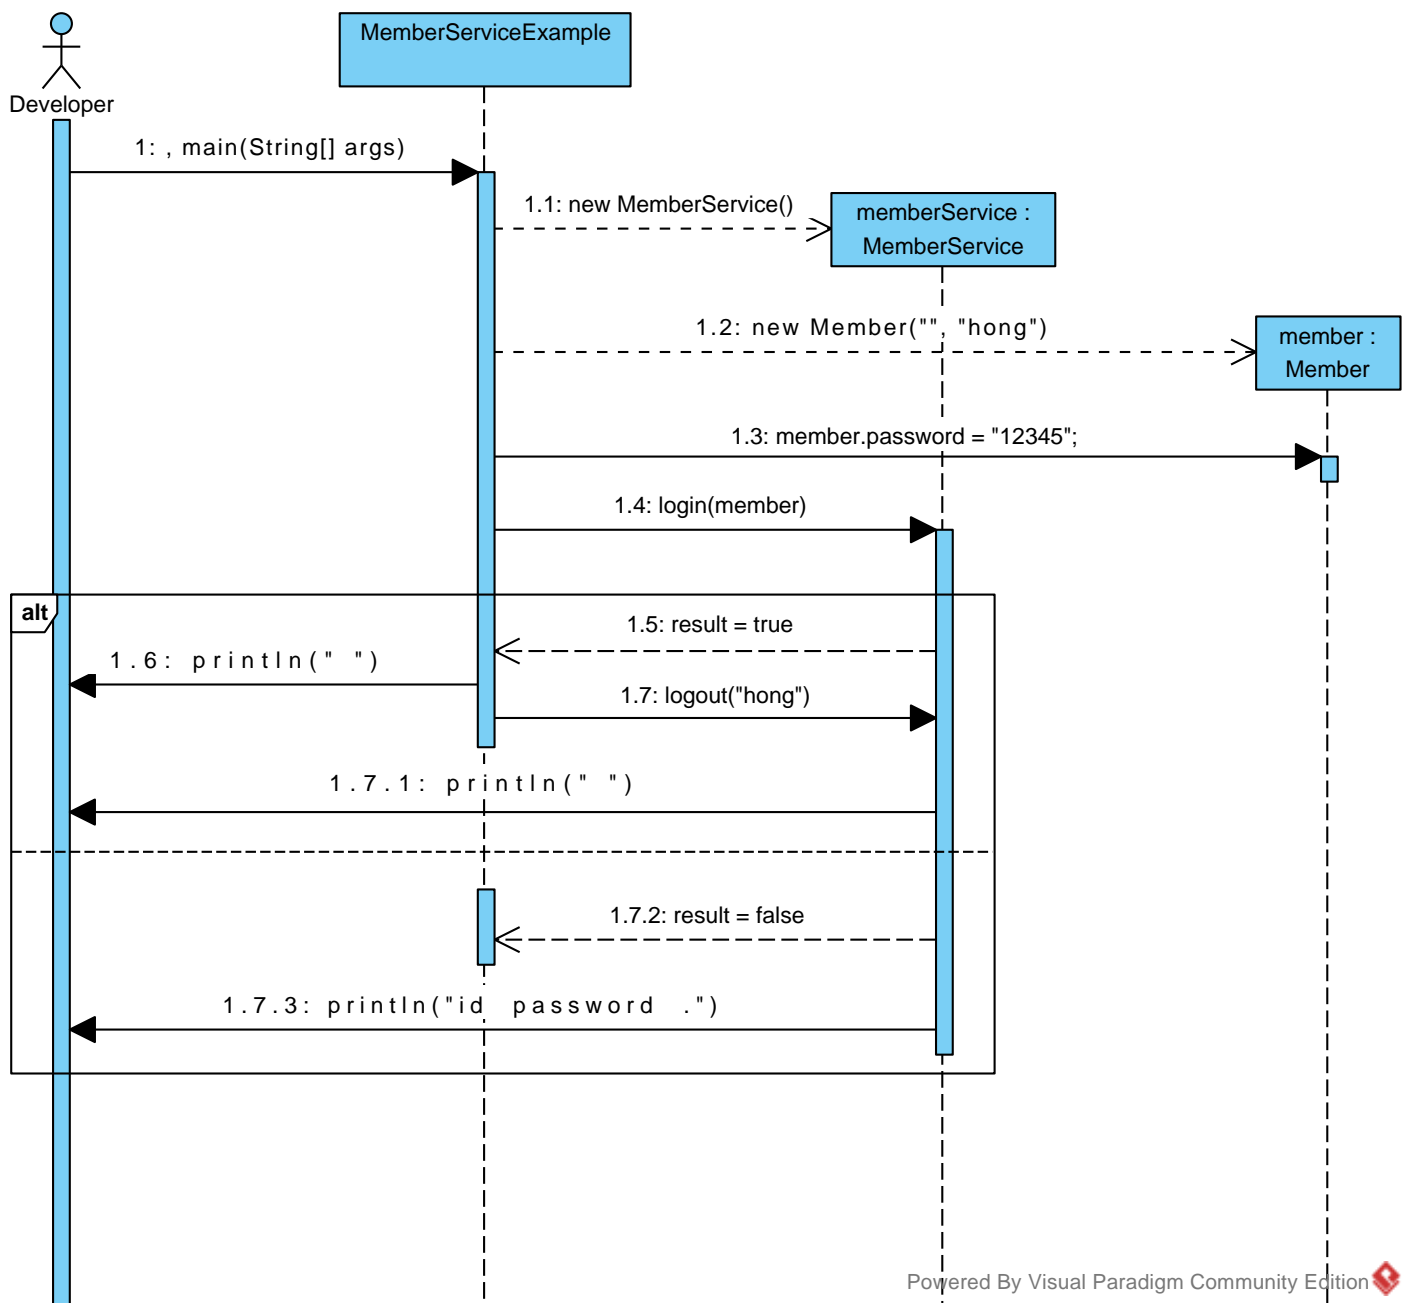 MemberServiceExample
Developer
1: , main(String[] args)
1.1: new MemberService()
memberService :
MemberService
1.2: new Member("", "hong")
member :
Member
1.3: member.password = "12345";
1.4: login(member)
alt
1.5: result = true
1.6: println(" ")
1.7: logout("hong")
1.7.1: println(" ")
1.7.2: result = false
1.7.3: println("id password .")
Powered By Visual Paradigm Community Edition